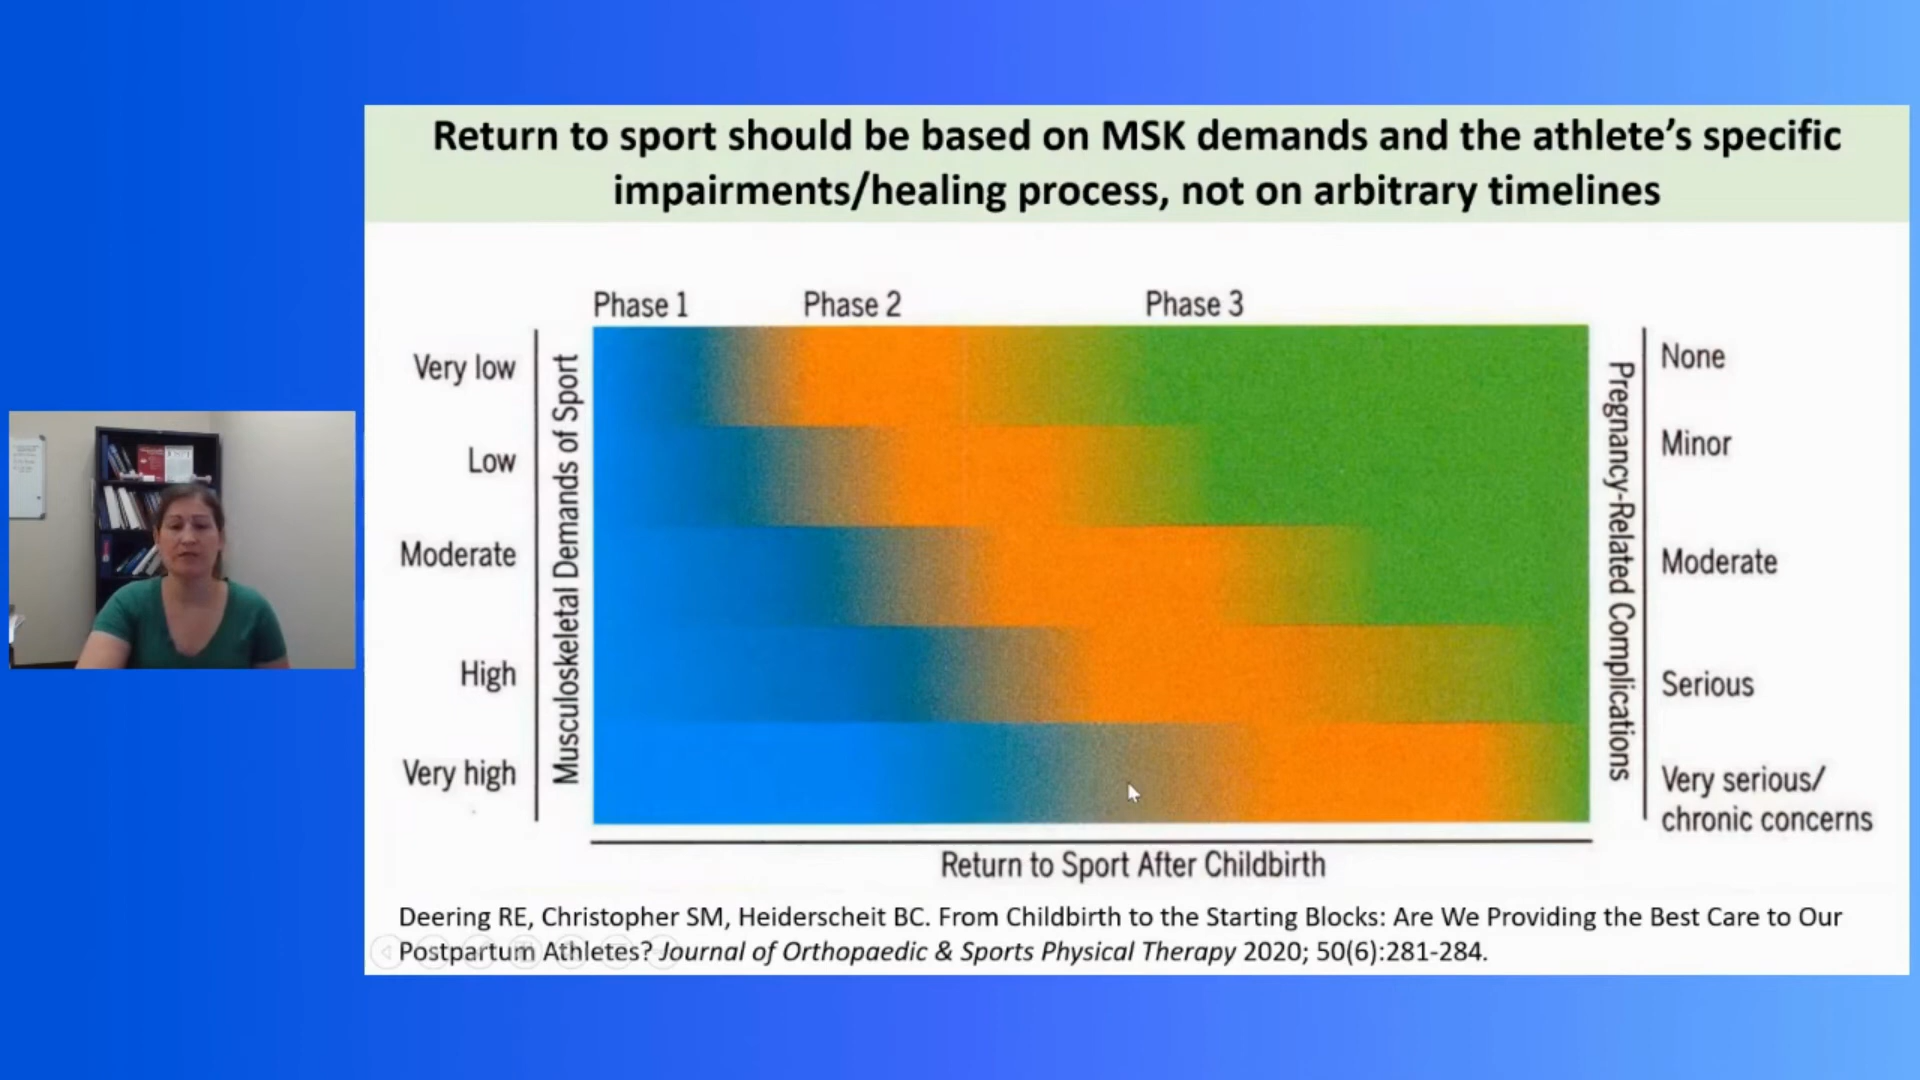 Return to sport should be based on MSK demands and the athlete's specific
impairments/healing process, not on arbitrary timelines
Phase 1
Phase 2
Phase 3
Very low
Low
Moderate
High
Very high
Musculoskeletal Demands of Sport
Pregnancy-Related Complications
None
Minor
Moderate
Serious
Very serious/
chronic concerns
Return to Sport After Childbirth
Deering RE, Christopher SM, Heiderscheit BC. From Childbirth to the Starting Blocks: Are We Providing the Best Care to Our
Postpartum Athletes? Journal of Orthopaedic & Sports Physical Therapy 2020; 50(6):281-284.